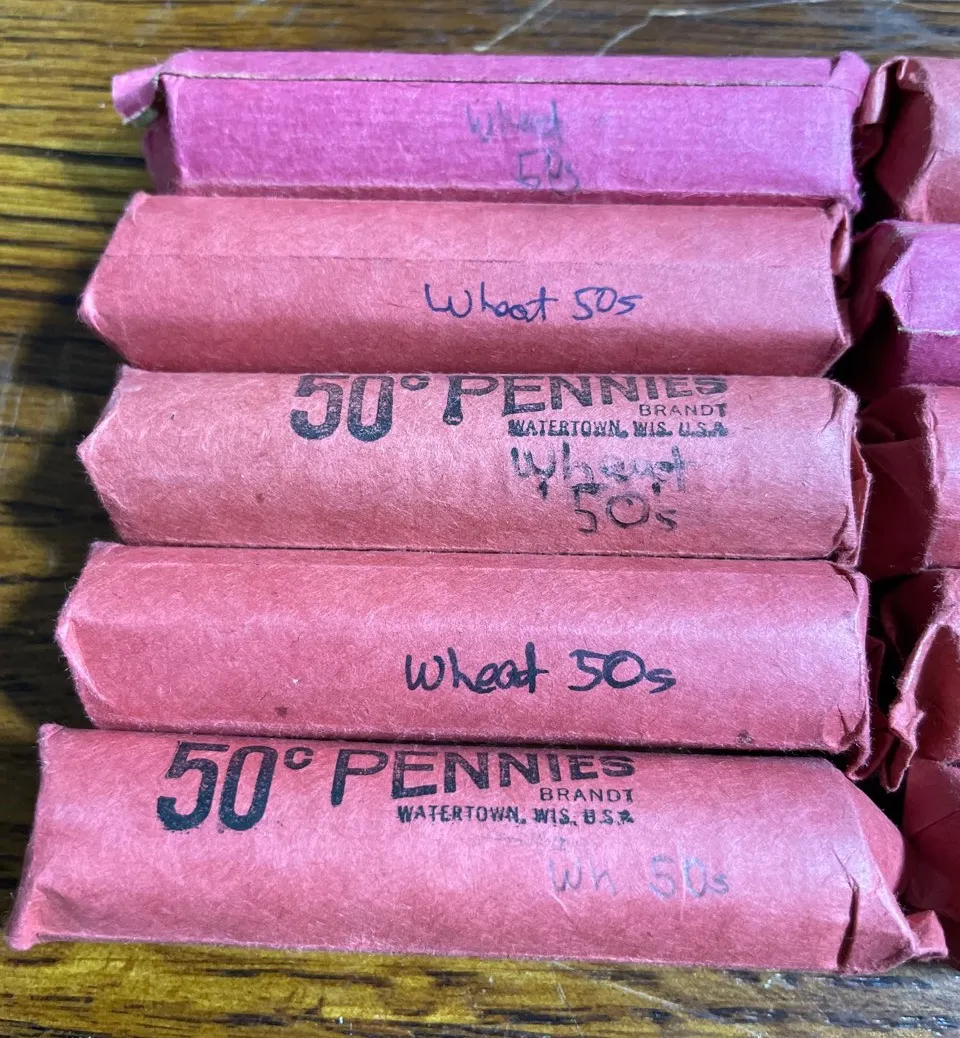 Wheat
50s
Wheat 50s
50¢ PENNIES
BRANDT
WATERTOWN, WIS. U.S.A.
Wheat
50's
Wheat 50s
50¢ PENNIES
BRANDT
WATERTOWN, WIS. U.S.A.
Wh 50s